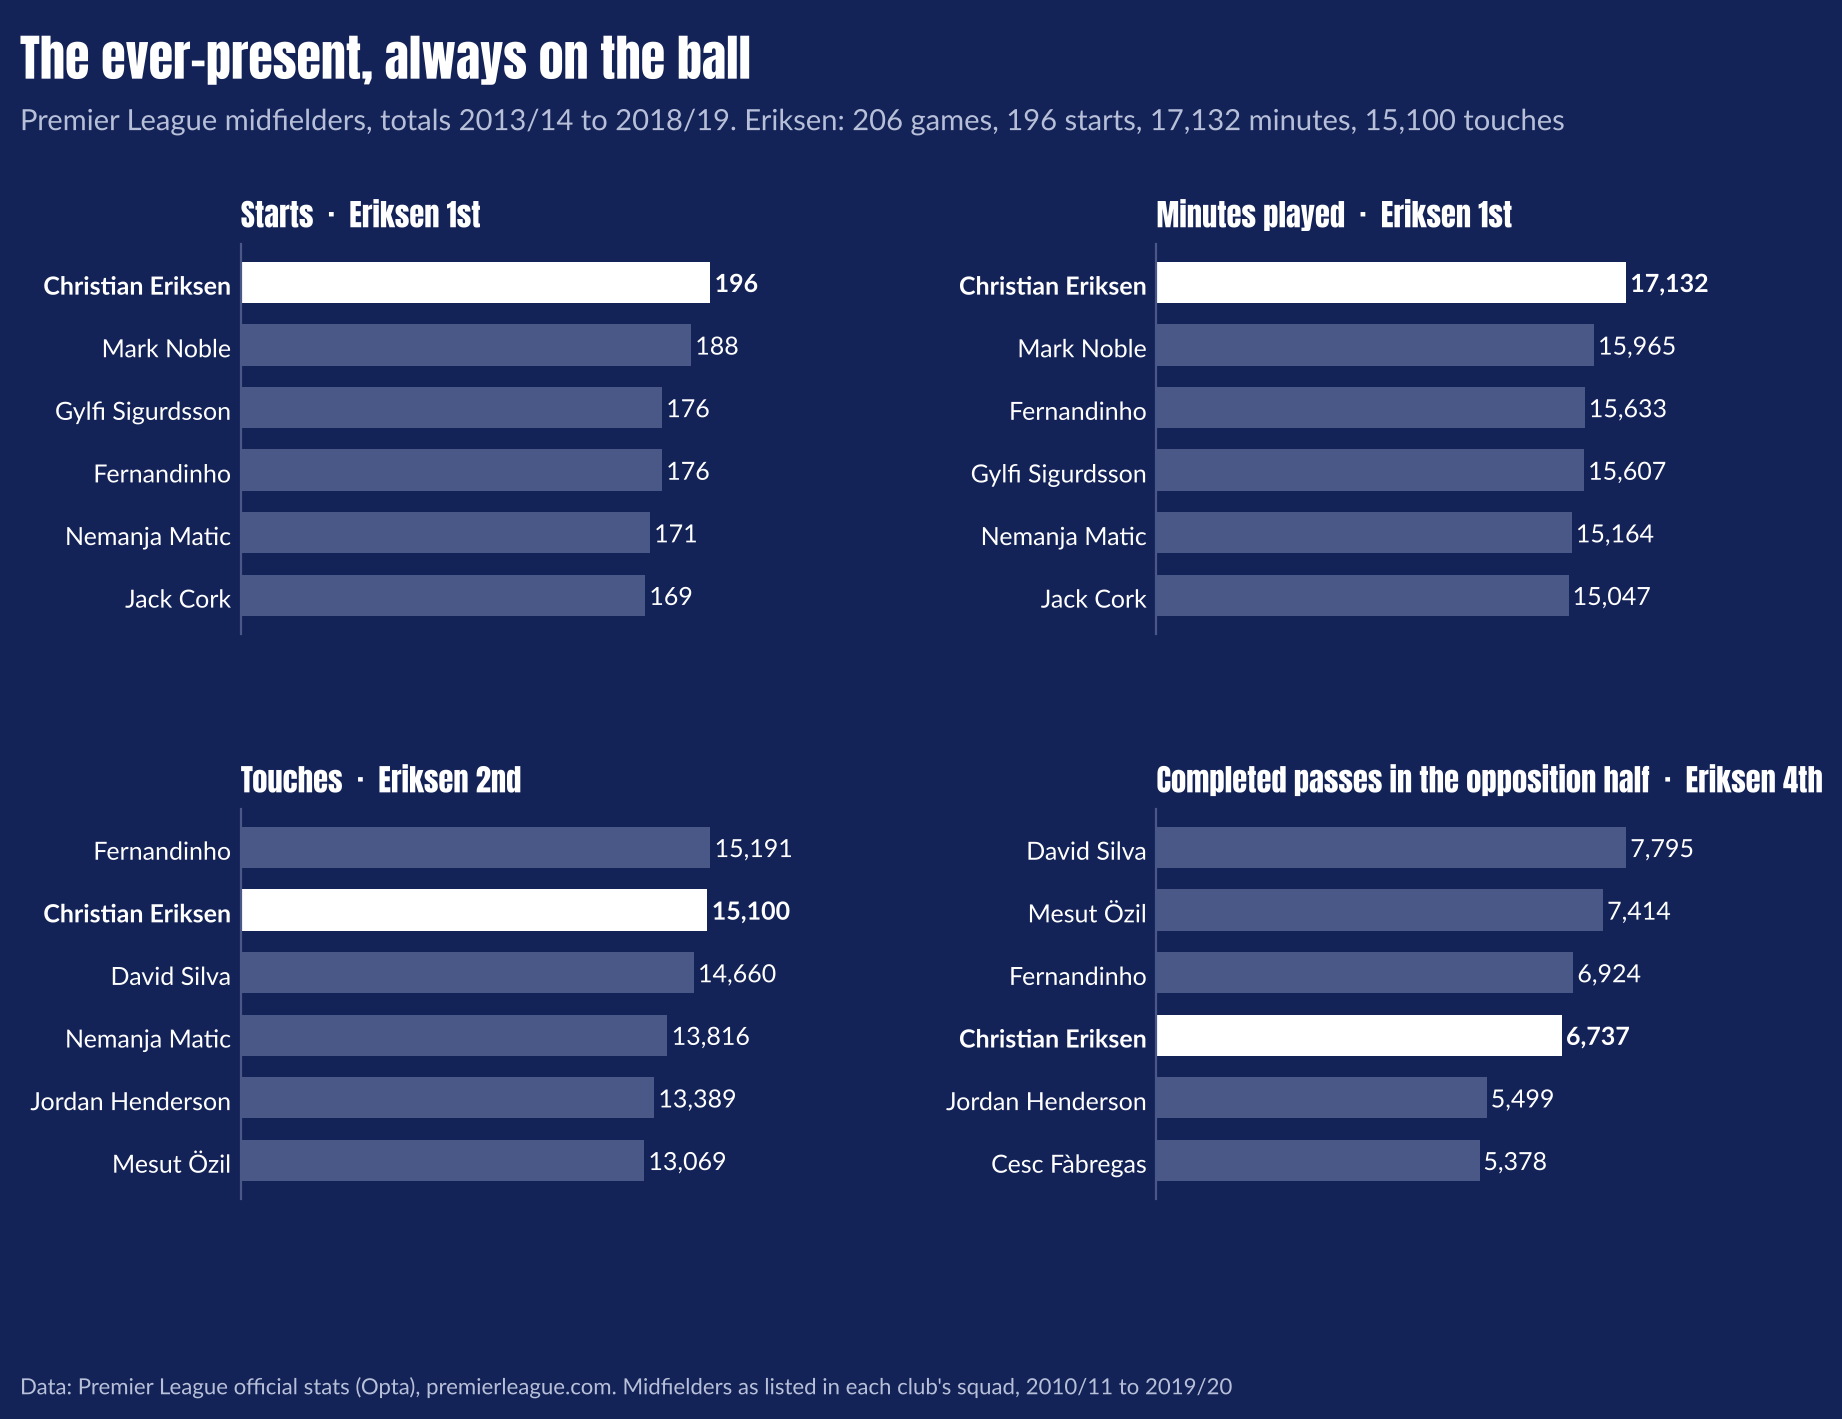 The ever-present, always on the ball
Premier League midfielders, totals 2013/14 to 2018/19. Eriksen: 206 games, 196 starts, 17,132 minutes, 15,100 touches
Starts · Eriksen 1st
Christian Eriksen 196
Mark Noble 188
Gylfi Sigurdsson 176
Fernandinho 176
Nemanja Matic 171
Jack Cork 169
Minutes played · Eriksen 1st
Christian Eriksen 17,132
Mark Noble 15,965
Fernandinho 15,633
Gylfi Sigurdsson 15,607
Nemanja Matic 15,164
Jack Cork 15,047
Touches · Eriksen 2nd
Fernandinho 15,191
Christian Eriksen 15,100
David Silva 14,660
Nemanja Matic 13,816
Jordan Henderson 13,389
Mesut Özil 13,069
Completed passes in the opposition half · Eriksen 4th
David Silva 7,795
Mesut Özil 7,414
Fernandinho 6,924
Christian Eriksen 6,737
Jordan Henderson 5,499
Cesc Fàbregas 5,378
Data: Premier League official stats (Opta), premierleague.com. Midfielders as listed in each club's squad, 2010/11 to 2019/20